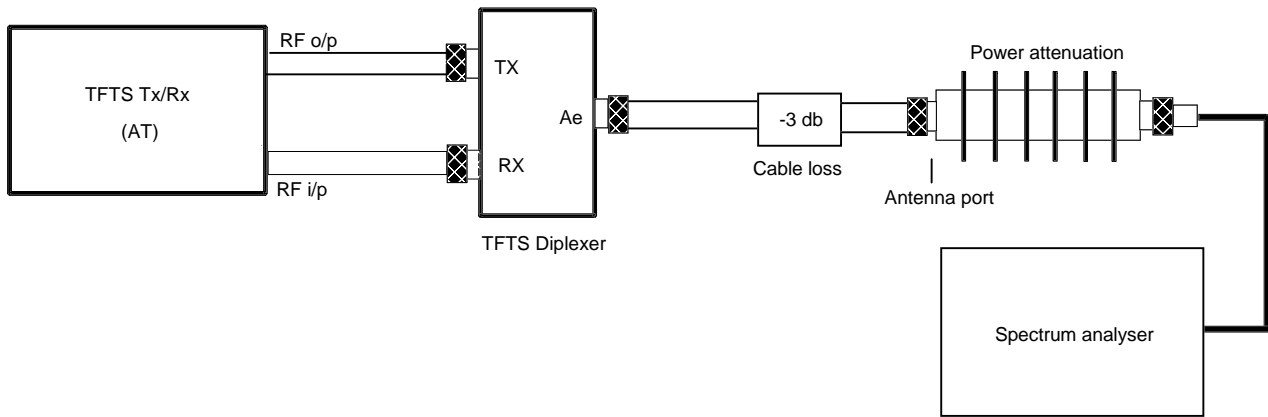 RF o/p
TFTS Tx/Rx
(AT)
RF i/p
TX
Ae
RX
TFTS Diplexer
-3 db
Cable loss
Power attenuation
Antenna port
Spectrum analyser